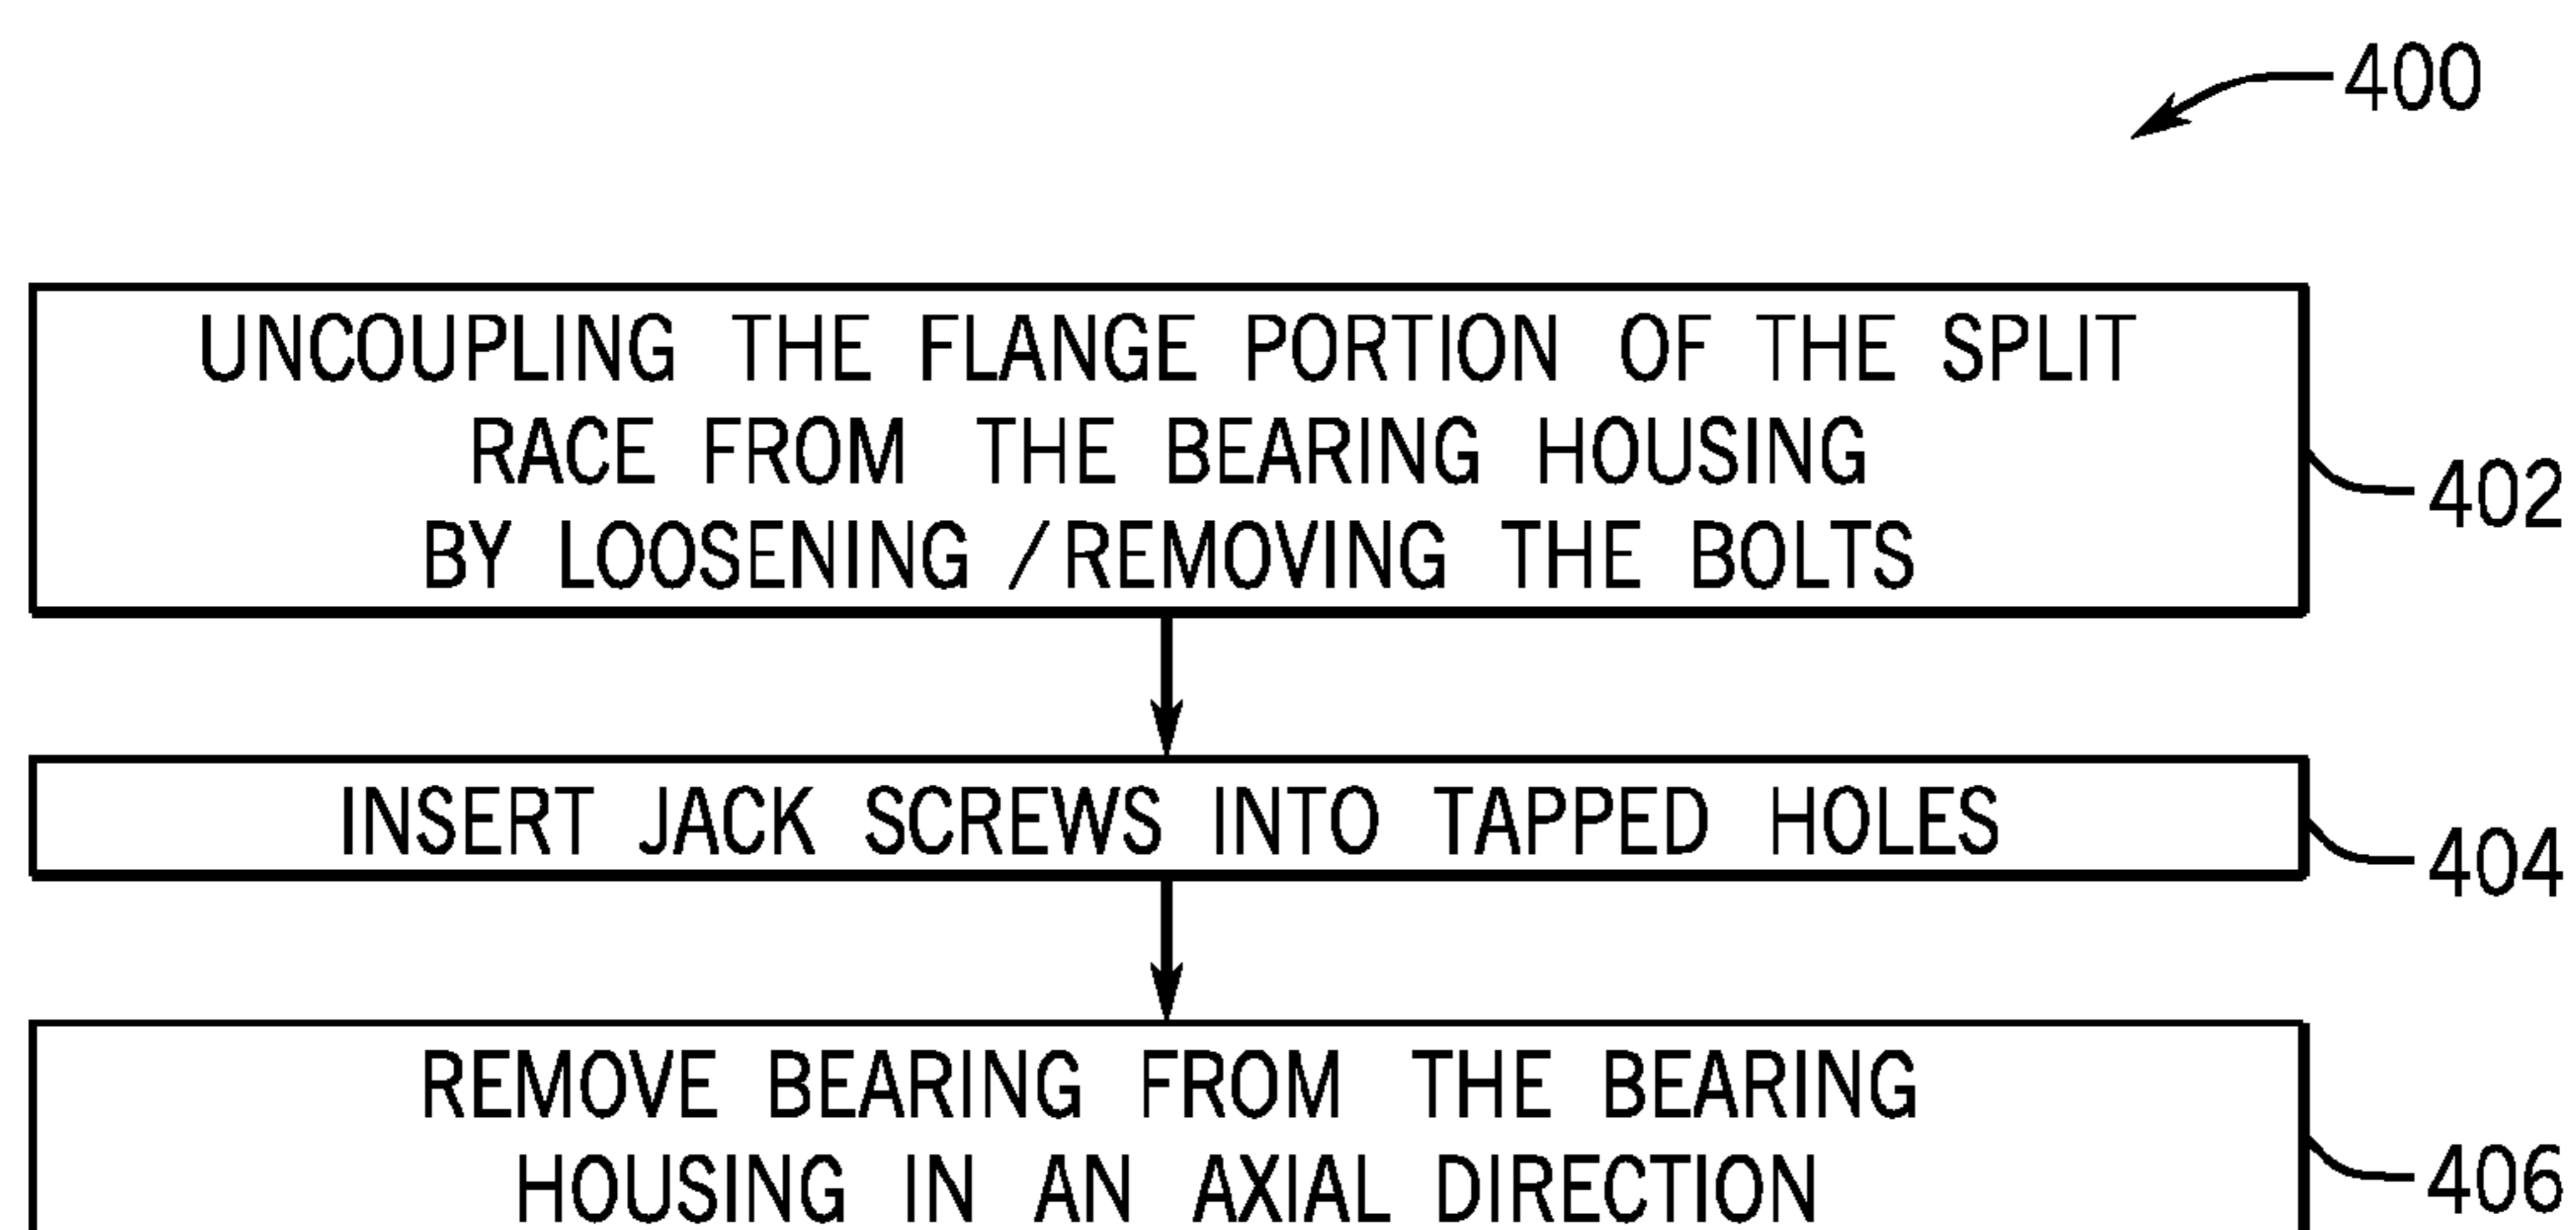 400
UNCOUPLING THE FLANGE PORTION OF THE SPLIT
RACE FROM THE BEARING HOUSING
BY LOOSENING /REMOVING THE BOLTS
402
INSERT JACK SCREWS INTO TAPPED HOLES
404
REMOVE BEARING FROM THE BEARING
HOUSING IN AN AXIAL DIRECTION
406